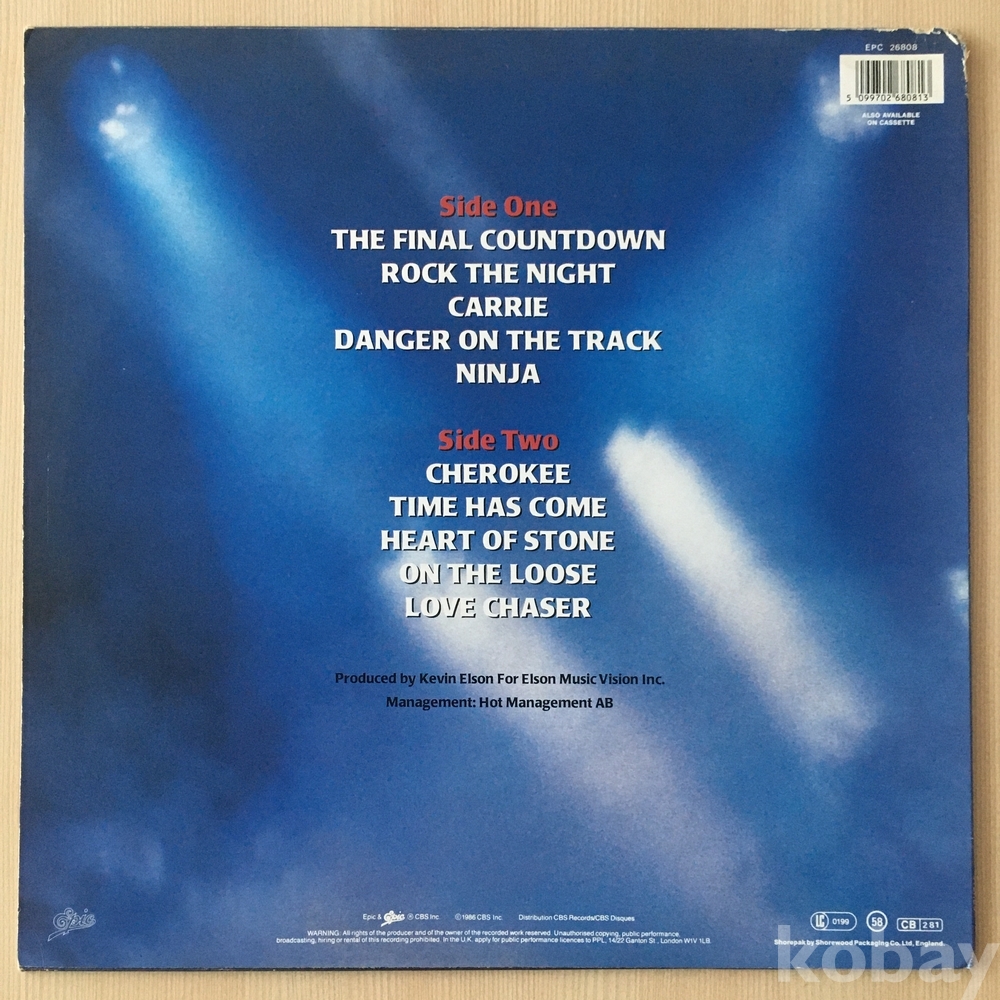 EPC 26808
5 099702 680813
ALSO AVAILABLE
ON CASSETTE
Side One
THE FINAL COUNTDOWN
ROCK THE NIGHT
CARRIE
DANGER ON THE TRACK
NINJA
Side Two
CHEROKEE
TIME HAS COME
HEART OF STONE
ON THE LOOSE
LOVE CHASER
Produced by Kevin Elson For Elson Music Vision Inc.
Management: Hot Management AB
Epic
Epic & Epic ℗ CBS Inc. ©1986 CBS Inc. Distribution CBS Records/CBS Disques
LC 0199 58 CB 281
WARNING: All rights of the producer and of the owner of the recorded work reserved. Unauthorised copying, public performance,
broadcasting, hiring or rental of this recording prohibited. In the U.K. apply for public performance licences to PPL, 14/22 Ganton St., London W1V 1LB.
Shorepak by Shorewood Packaging Co. Ltd, England.
kobay